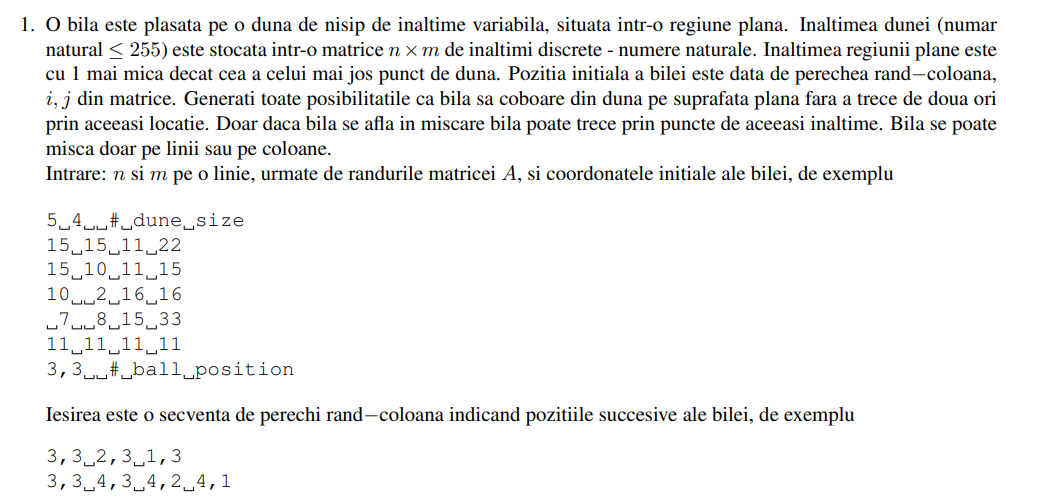 1. O bila este plasata pe o duna de nisip de inaltime variabila, situata intr-o regiune plana. Inaltimea dunei (numar
natural ≤ 255) este stocata intr-o matrice n × m de inaltimi discrete - numere naturale. Inaltimea regiunii plane este
cu 1 mai mica decat cea a celui mai jos punct de duna. Pozitia initiala a bilei este data de perechea rand−coloana,
i, j din matrice. Generati toate posibilitatile ca bila sa coboare din duna pe suprafata plana fara a trece de doua ori
prin aceeasi locatie. Doar daca bila se afla in miscare bila poate trece prin puncte de aceeasi inaltime. Bila se poate
misca doar pe linii sau pe coloane.
Intrare: n si m pe o linie, urmate de randurile matricei A, si coordonatele initiale ale bilei, de exemplu
5␣4␣␣#␣dune␣size
15␣15␣11␣22
15␣10␣11␣15
10␣␣2␣16␣16
␣7␣␣8␣15␣33
11␣11␣11␣11
3,3␣␣#␣ball␣position
Iesirea este o secventa de perechi rand−coloana indicand pozitiile succesive ale bilei, de exemplu
3,3␣2,3␣1,3
3,3␣4,3␣4,2␣4,1